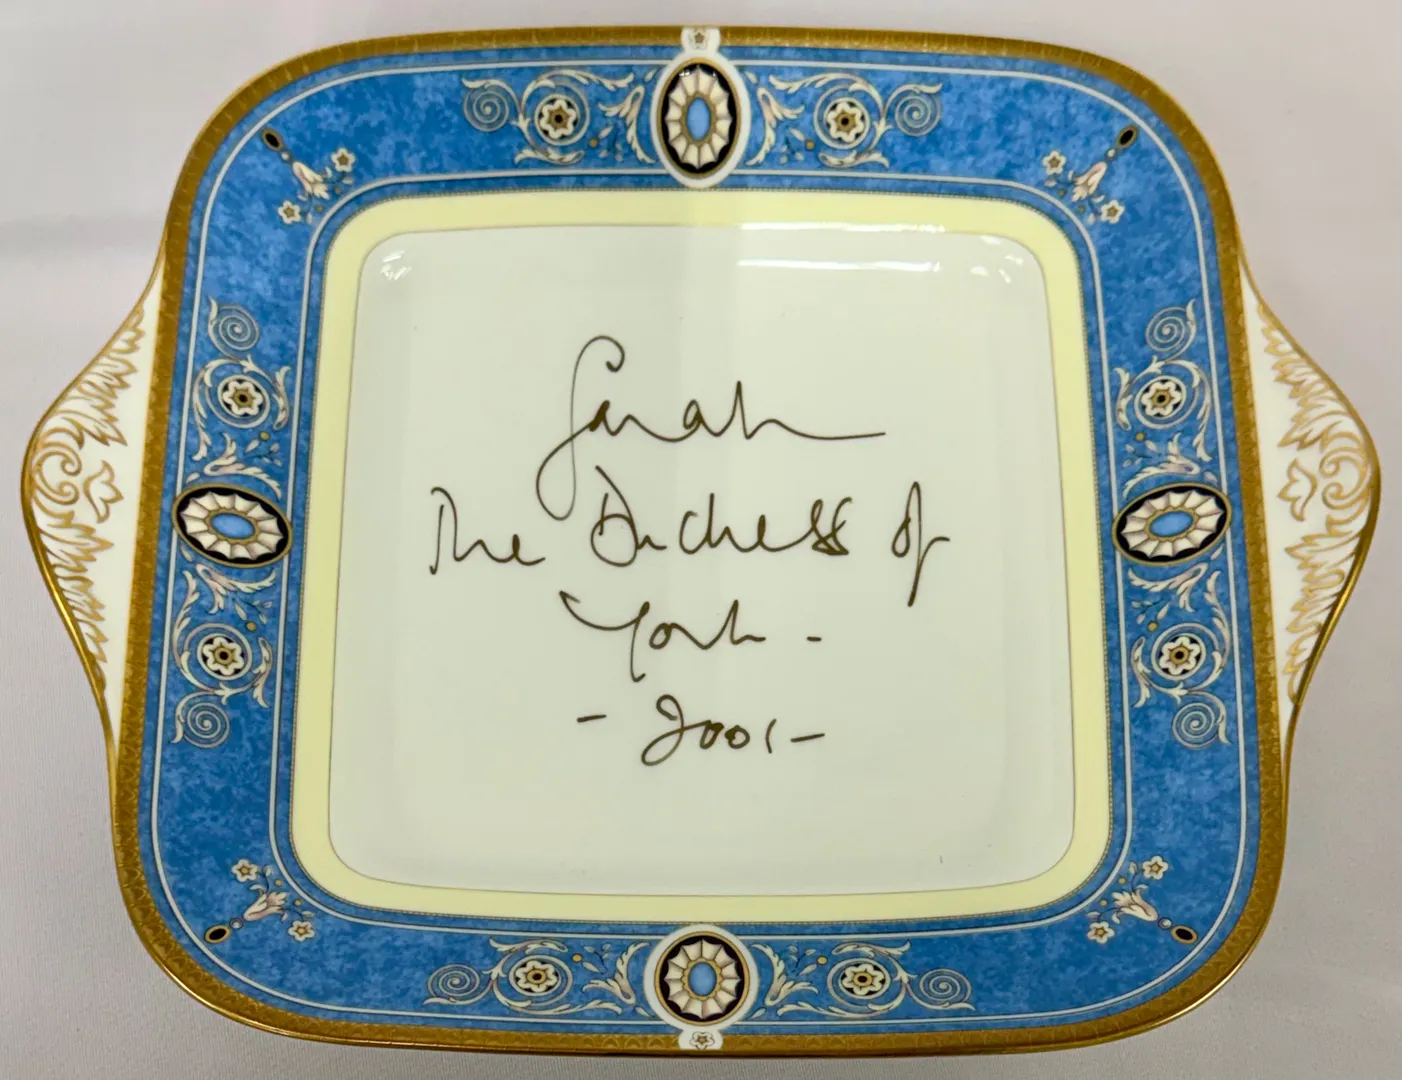 Sarah
The Duchess of
York -
- 2001 -